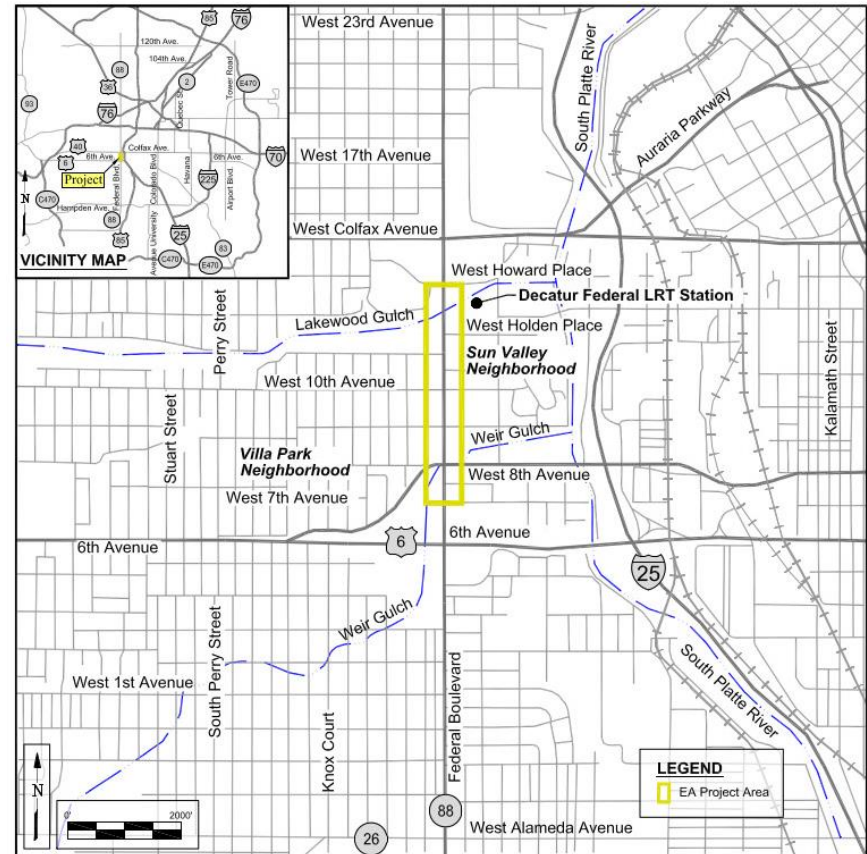 West 23rd Avenue
85
76
120th Ave.
104th Ave.
88
36
2
Quebec St.
Tower Road
E470
93
76
40
6
6th Ave.
Colfax Ave.
6th Ave.
70
Project
Federal Blvd.
Colorado Blvd
Havana
Airport Blvd.
225
C470
Hampden Ave.
88
85
University
Avenue
25
C470
E470
83
N
VICINITY MAP
South Platte River
Auraria Parkway
West 17th Avenue
West Colfax Avenue
West Howard Place
Decatur Federal LRT Station
Lakewood Gulch
West Holden Place
Perry Street
Sun Valley
Neighborhood
Kalamath Street
West 10th Avenue
Stuart Street
Weir Gulch
Villa Park
Neighborhood
West 8th Avenue
West 7th Avenue
6th Avenue
6
6th Avenue
25
Weir Gulch
South Perry Street
West 1st Avenue
South Platte River
Knox Court
Federal Boulevard
LEGEND
EA Project Area
N
0'
2000'
88
26
West Alameda Avenue